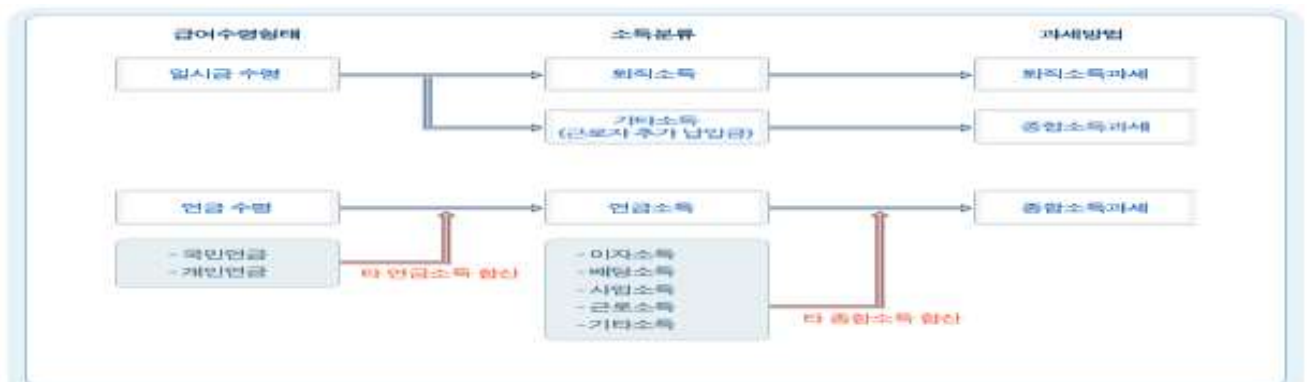 급여수령형태 소득분류 과세방법
일시금 수령 퇴직소득 퇴직소득과세
기타소득
(근로자 추가 납입금) 종합소득과세
연금 수령 연금소득 종합소득과세
- 국민연금
- 개인연금
타 연금소득 합산
- 이자소득
- 배당소득
- 사업소득
- 근로소득
- 기타소득
타 종합소득 합산